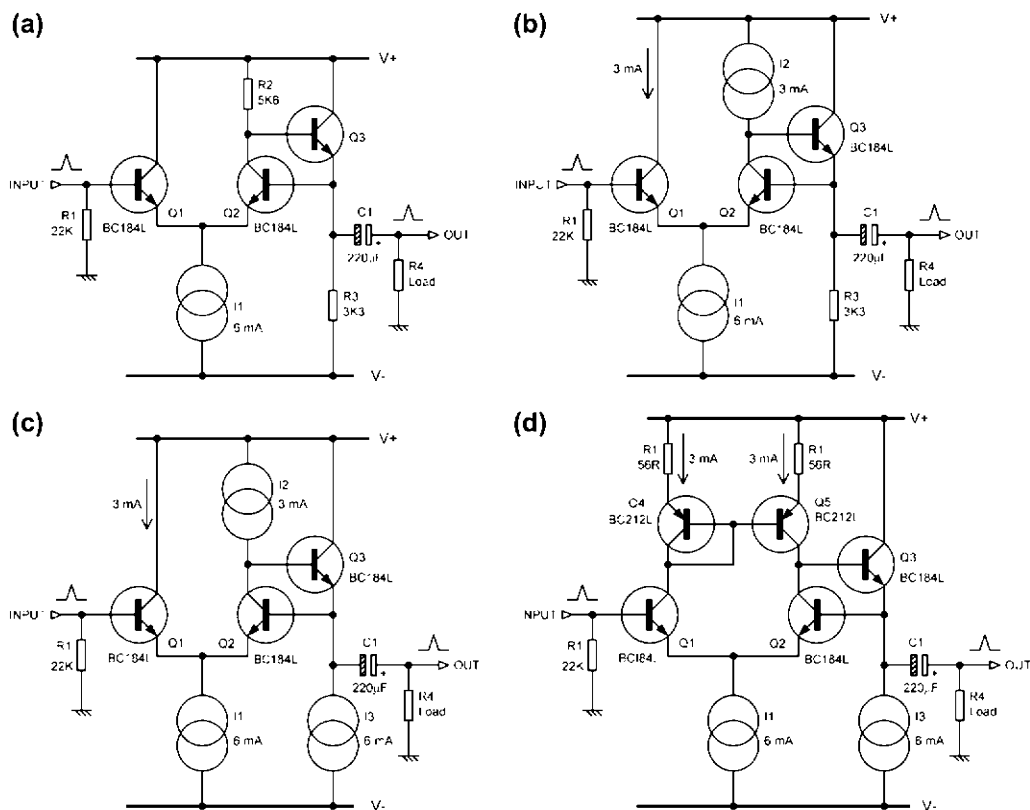 (a)
V+
R2
5K6
Q3
INPUT
R1
22K
Q1
BC184L
Q2
BC184L
C1
220µF
+
OUT
R4
Load
I1
6 mA
R3
3K3
V-
(b)
V+
3 mA
I2
3 mA
Q3
BC184L
INPUT
R1
22K
Q1
BC184L
Q2
BC184L
C1
220µF
+
OUT
R4
Load
I1
6 mA
R3
3K3
V-
(c)
V+
3 mA
I2
3 mA
Q3
BC184L
INPUT
R1
22K
Q1
BC184L
Q2
BC184L
C1
220µF
+
OUT
R4
Load
I1
6 mA
I3
6 mA
V-
(d)
V+
R1
56R
3 mA
3 mA
R1
56R
Q4
BC212L
Q5
BC212L
Q3
BC184L
INPUT
R1
22K
Q1
BC184L
Q2
BC184L
C1
220µF
+
OUT
R4
Load
I1
6 mA
I3
6 mA
V-